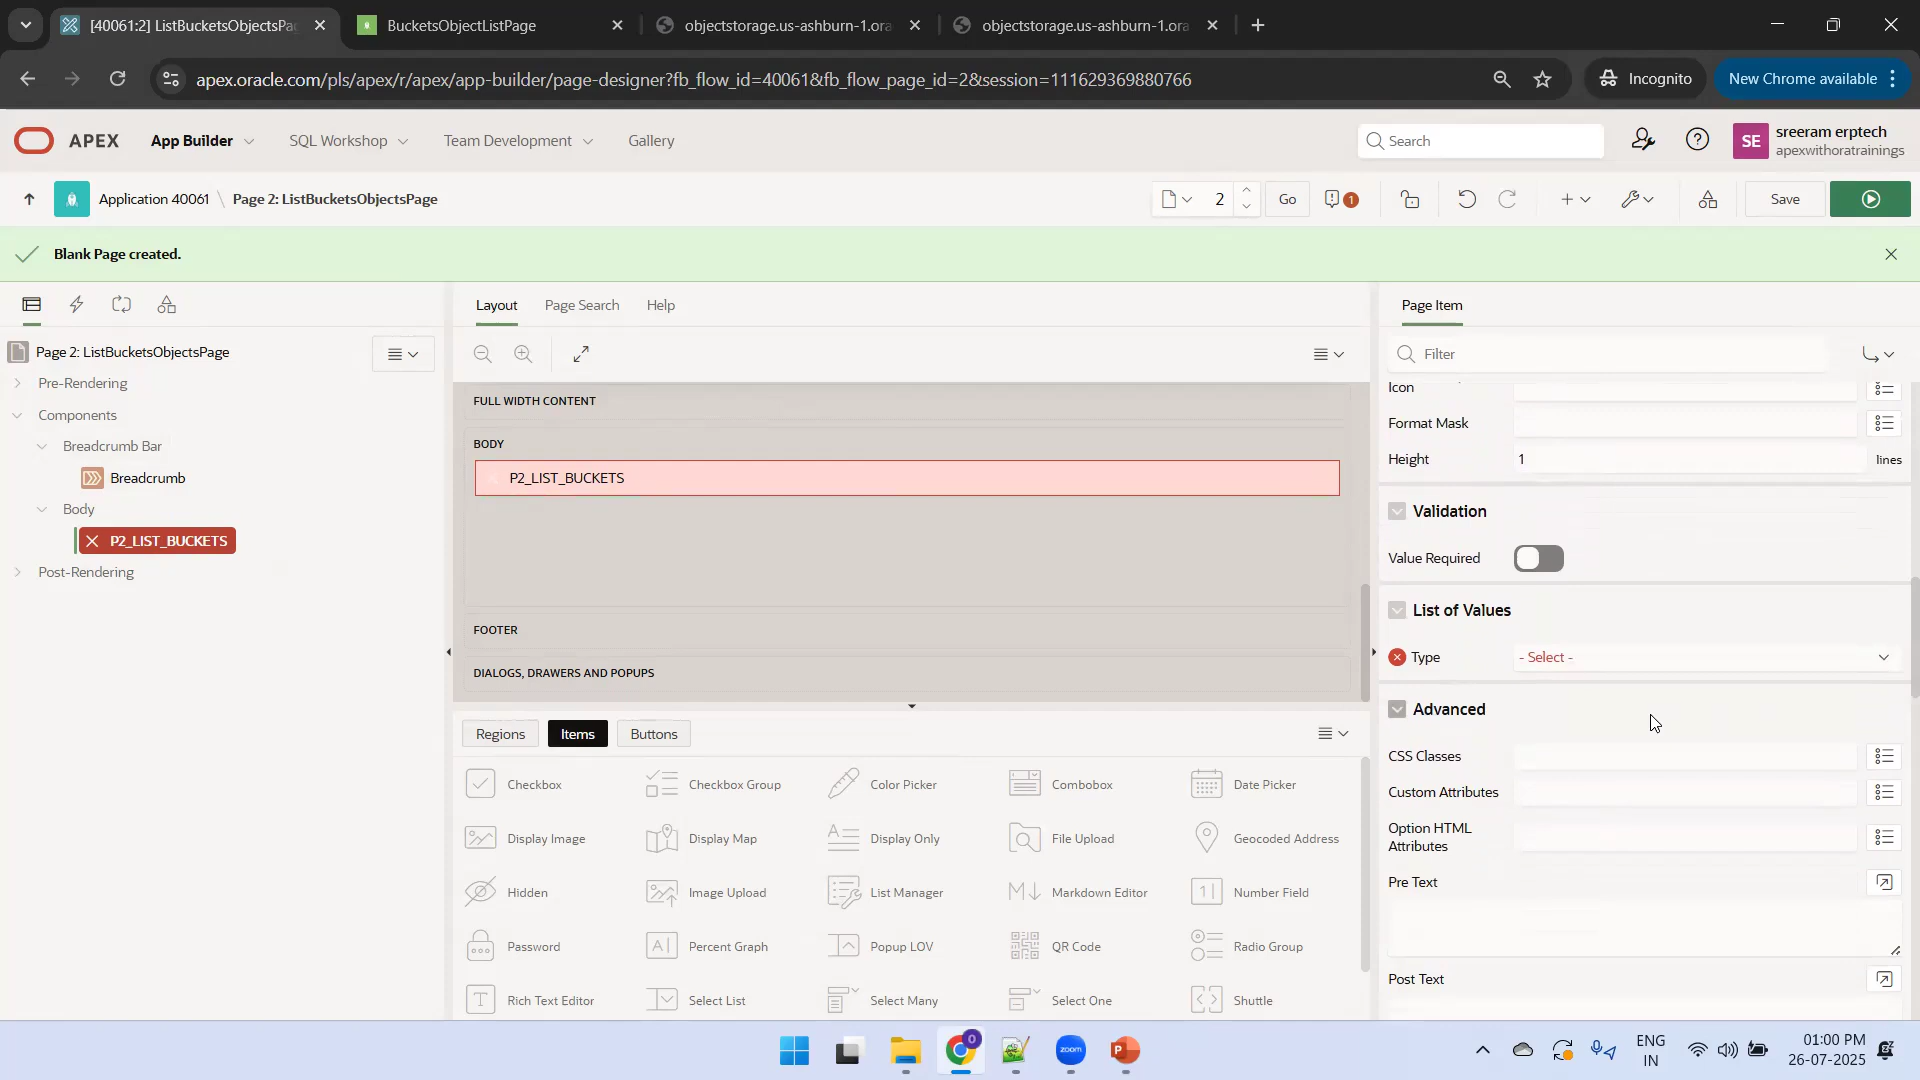 [40061:2] ListBucketsObjectsPa
BucketsObjectListPage
objectstorage.us-ashburn-1.ora
objectstorage.us-ashburn-1.ora
apex.oracle.com/pls/apex/r/apex/app-builder/page-designer?fb_flow_id=40061&fb_flow_page_id=2&session=111629369880766
Incognito
New Chrome available
APEX
App Builder
SQL Workshop
Team Development
Gallery
Search
SE
sreeram erptech
apexwithoratrainings
Application 40061
\
Page 2: ListBucketsObjectsPage
2
Go
1
Save
Blank Page created.
Layout
Page Search
Help
Page Item
Page 2: ListBucketsObjectsPage
Filter
Pre-Rendering
Components
Breadcrumb Bar
Breadcrumb
Body
P2_LIST_BUCKETS
Post-Rendering
FULL WIDTH CONTENT
BODY
P2_LIST_BUCKETS
FOOTER
DIALOGS, DRAWERS AND POPUPS
Regions
Items
Buttons
Checkbox
Checkbox Group
Color Picker
Combobox
Date Picker
Display Image
Display Map
Display Only
File Upload
Geocoded Address
Hidden
Image Upload
List Manager
Markdown Editor
Number Field
Password
Percent Graph
Popup LOV
QR Code
Radio Group
Rich Text Editor
Select List
Select Many
Select One
Shuttle
Icon
Format Mask
Height
1
lines
Validation
Value Required
List of Values
Type
- Select -
Advanced
CSS Classes
Custom Attributes
Option HTML
Attributes
Pre Text
Post Text
0
zoom
P
ENG
IN
01:00 PM
26-07-2025